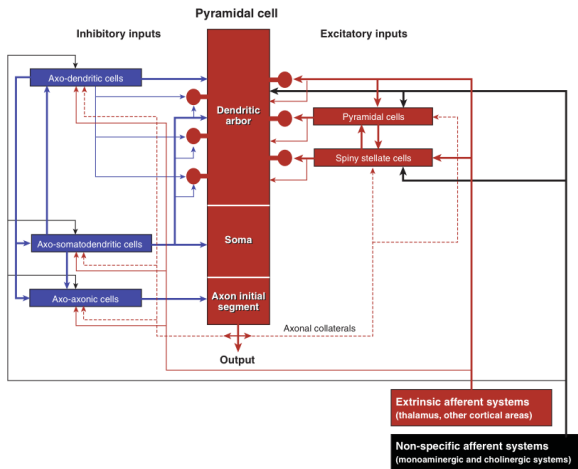 Pyramidal cell
Inhibitory inputs
Excitatory inputs
Axo-dendritic cells
Dendritic
arbor
Pyramidal cells
Spiny stellate cells
Axo-somatodendritic cells
Soma
Axo-axonic cells
Axon initial
segment
Axonal collaterals
Output
Extrinsic afferent systems
(thalamus, other cortical areas)
Non-specific afferent systems
(monoaminergic and cholinergic systems)